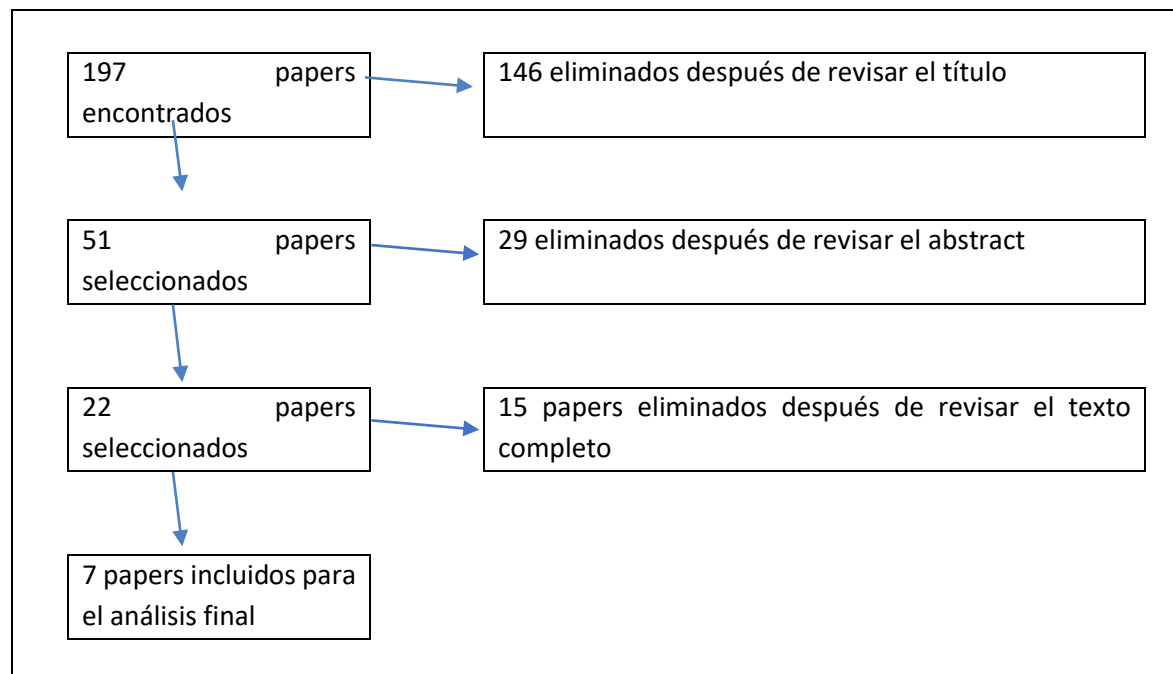 197 papers
encontrados
146 eliminados después de revisar el título
51 papers
seleccionados
29 eliminados después de revisar el abstract
22 papers
seleccionados
15 papers eliminados después de revisar el texto
completo
7 papers incluidos para
el análisis final